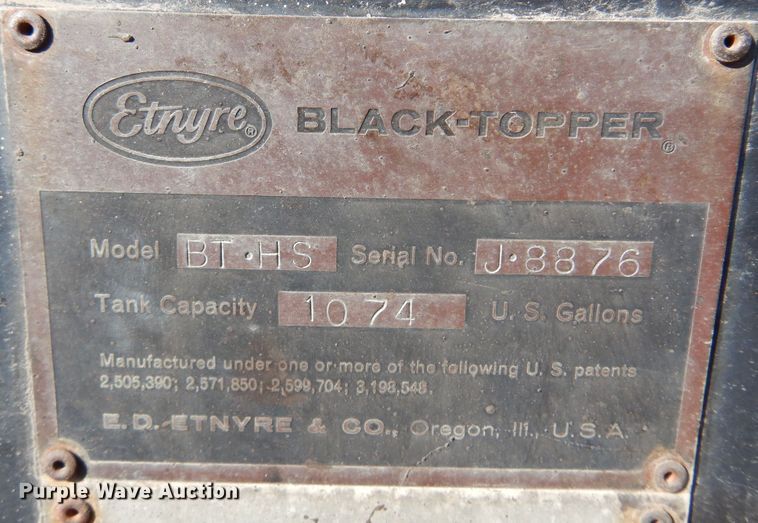 Etnyre® BLACK-TOPPER®
Model BT·HS Serial No. J·8876
Tank Capacity 1074 U. S. Gallons
Manufactured under one or more of the following U. S. patents
2,505,390; 2,571,850; 2,599,704; 3,198,548.
E. D. ETNYRE & CO., Oregon, Ill., U. S. A.
Purple Wave Auction